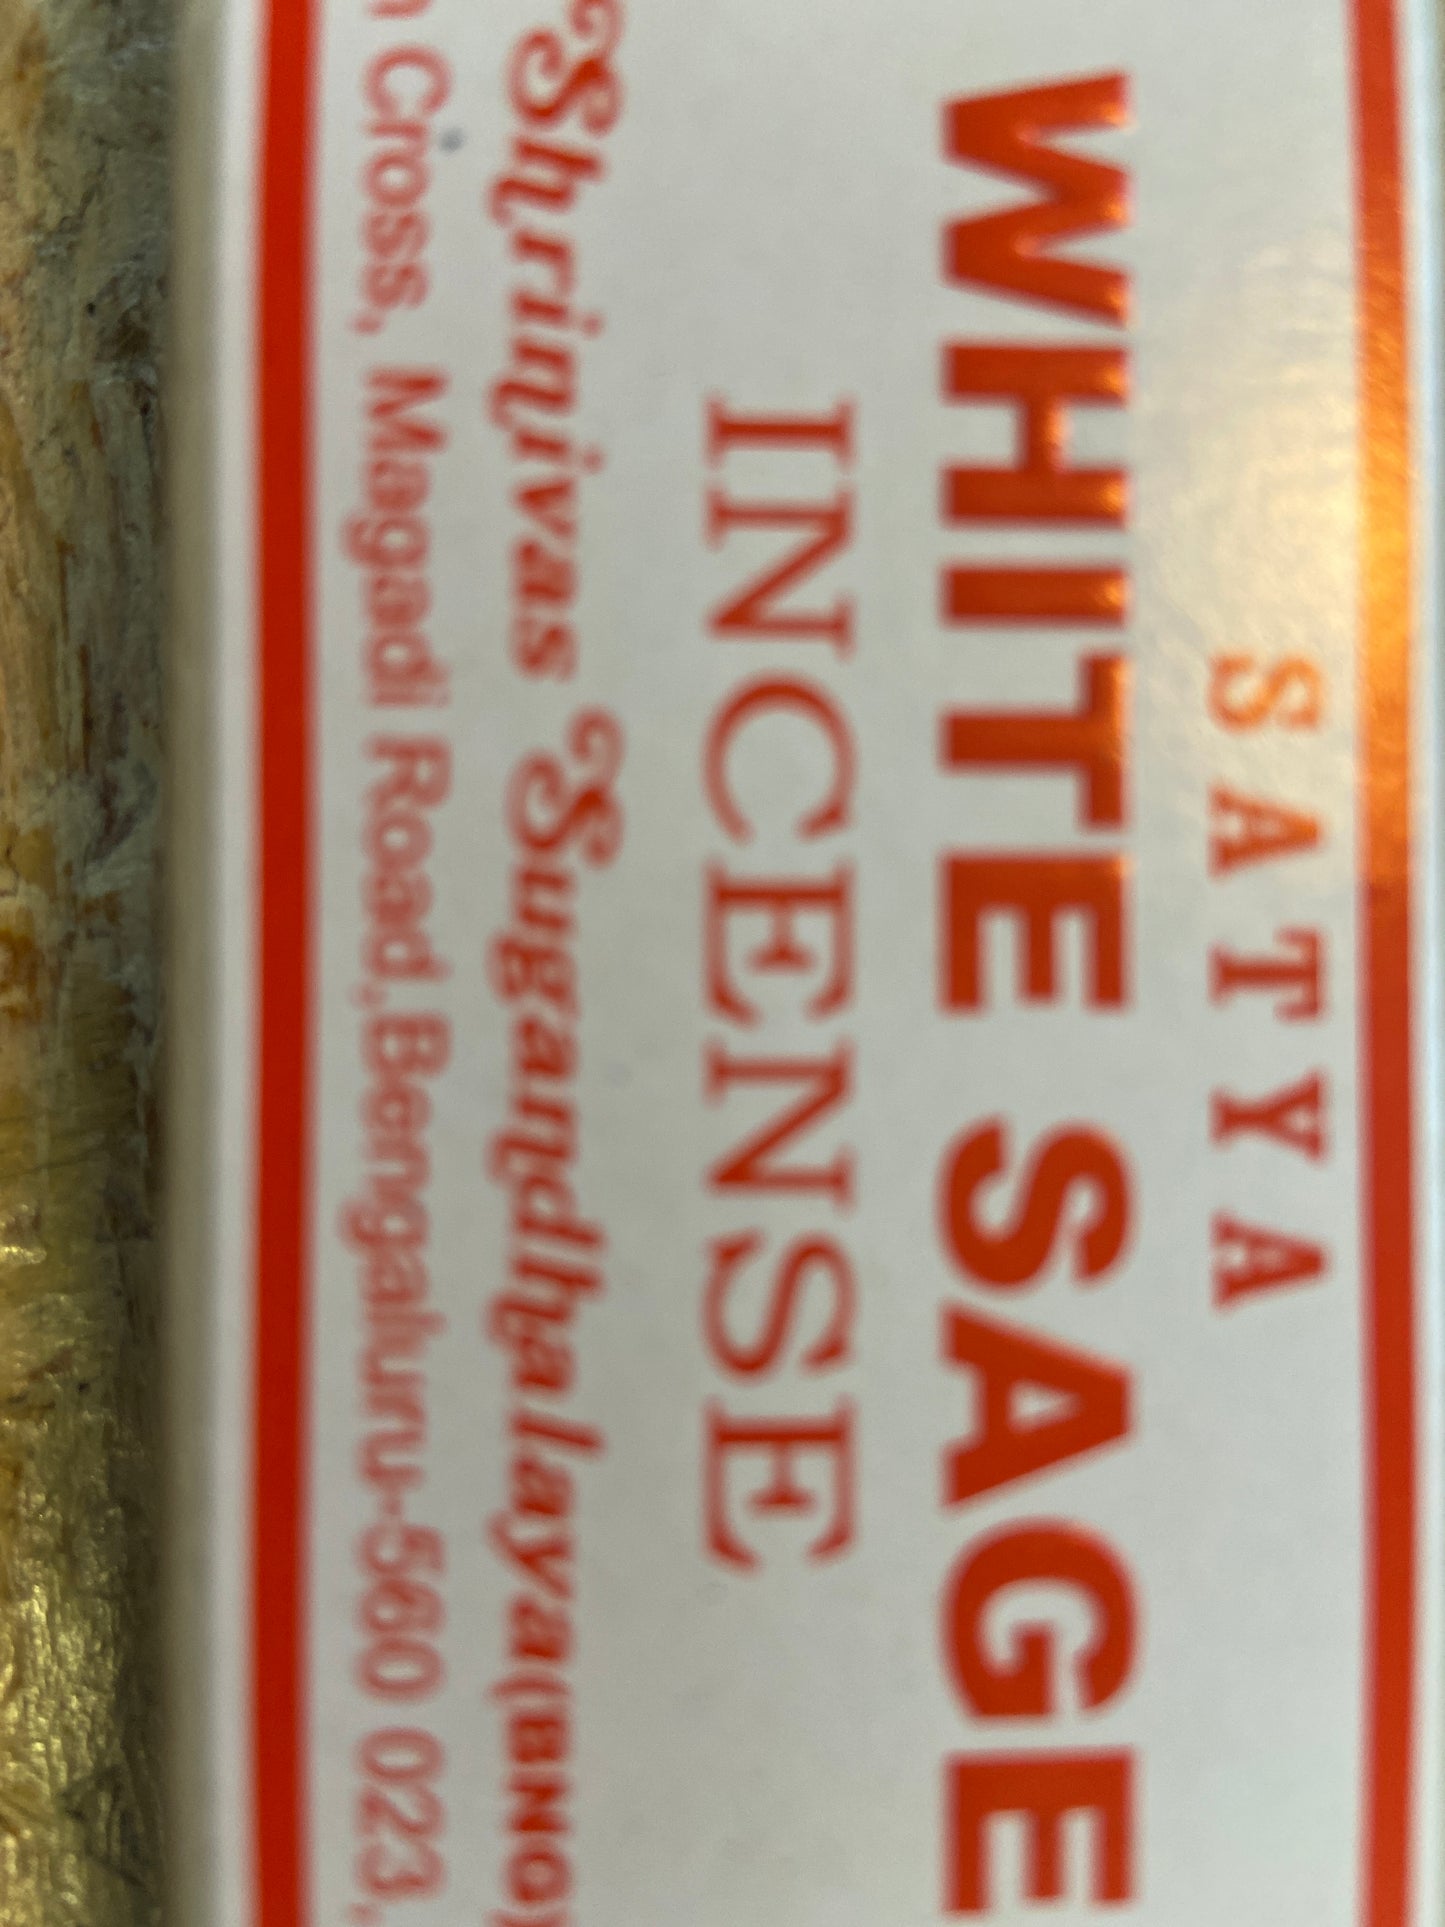 SATYA
WHITE SAGE
INCENSE
Shrinivas Sugandhalaya(BNG)
Cross, Magadi Road,Bengaluru-560 023,